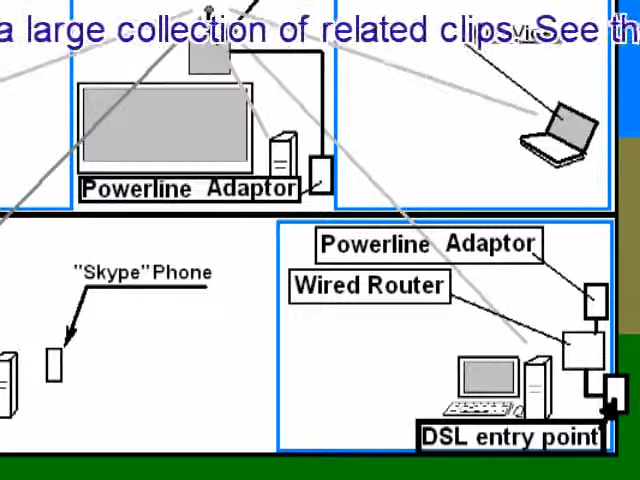 a large collection of related clips. See th
Powerline Adaptor
Powerline Adaptor
"Skype" Phone
Wired Router
DSL entry point